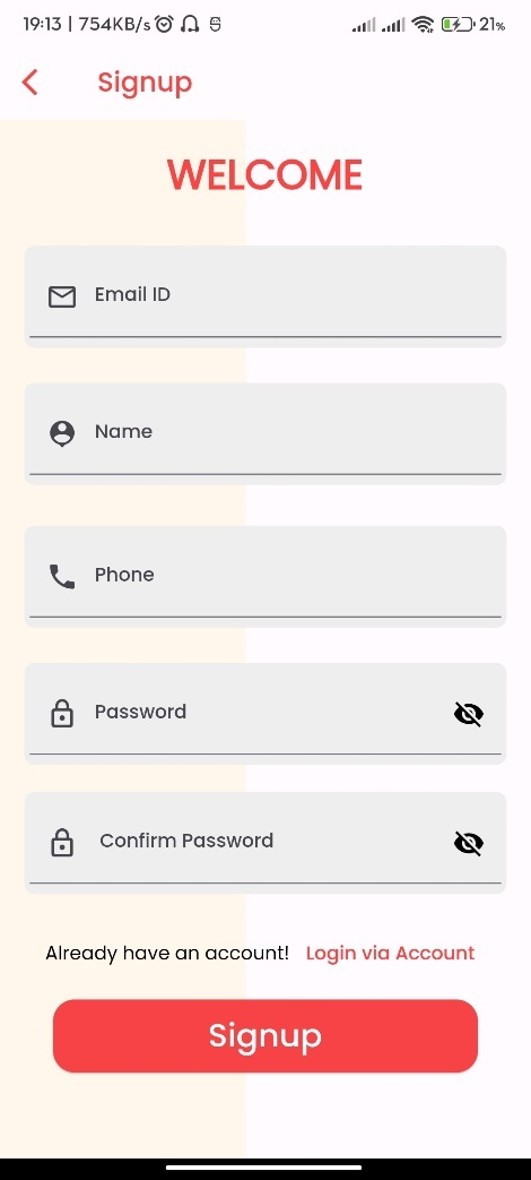 19:13 | 754KB/s 21%
Signup
WELCOME
Email ID
Name
Phone
Password
Confirm Password
Already have an account! Login via Account
Signup